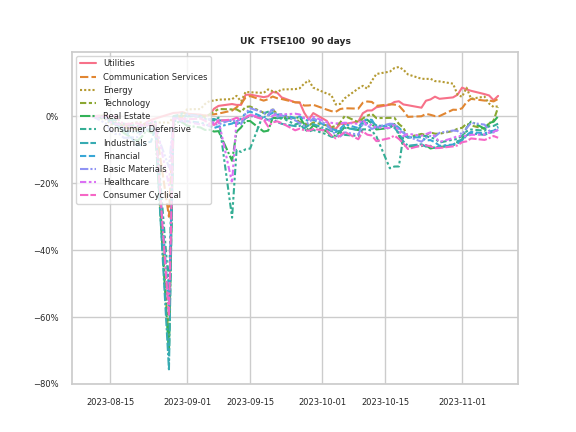 UK FTSE100 90 days
Utilities
Communication Services
Energy
Technology
Real Estate
Consumer Defensive
Industrials
Financial
Basic Materials
Healthcare
Consumer Cyclical
0%
−20%
−40%
−60%
−80%
2023-08-15 2023-09-01 2023-09-15 2023-10-01 2023-10-15 2023-11-01